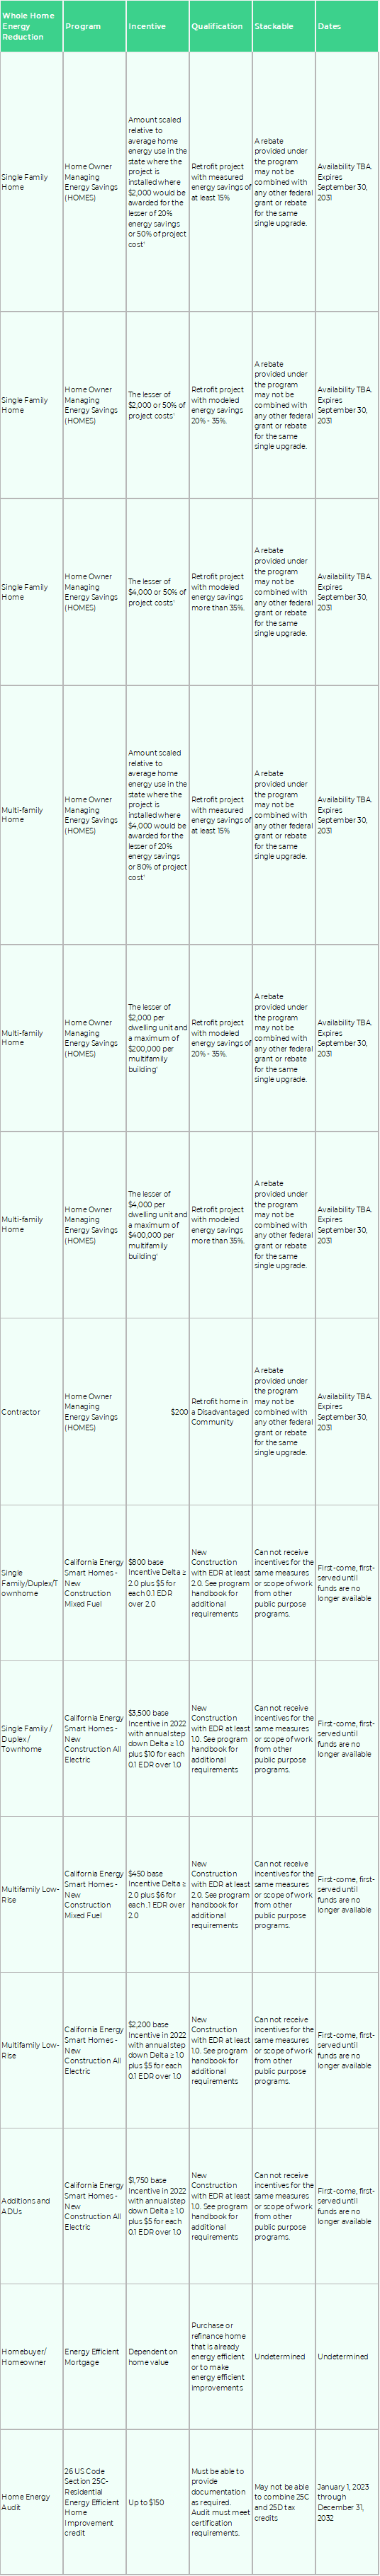 Whole Home
Energy
Reduction
Program
Incentive
Qualification
Stackable
Dates
Single Family
Home
Home Owner
Managing
Energy Savings
(HOMES)
Amount scaled
relative to
average home
energy use in the
state where the
project is
installed where
$2,000 would be
awarded for the
lesser of 20%
energy savings
or 50% of project
cost¹
Retrofit project
with measured
energy savings of
at least 15%
A rebate
provided under
the program
may not be
combined with
any other federal
grant or rebate
for the same
single upgrade.
Availability TBA.
Expires
September 30,
2031
Single Family
Home
Home Owner
Managing
Energy Savings
(HOMES)
The lesser of
$2,000 or 50% of
project costs¹
Retrofit project
with modeled
energy savings
20% - 35%.
A rebate
provided under
the program
may not be
combined with
any other federal
grant or rebate
for the same
single upgrade.
Availability TBA.
Expires
September 30,
2031
Single Family
Home
Home Owner
Managing
Energy Savings
(HOMES)
The lesser of
$4,000 or 50% of
project costs¹
Retrofit project
with modeled
energy savings
more than 35%.
A rebate
provided under
the program
may not be
combined with
any other federal
grant or rebate
for the same
single upgrade.
Availability TBA.
Expires
September 30,
2031
Multi-family
Home
Home Owner
Managing
Energy Savings
(HOMES)
Amount scaled
relative to
average home
energy use in the
state where the
project is
installed where
$4,000 would be
awarded for the
lesser of 20%
energy savings
or 80% of project
cost¹
Retrofit project
with measured
energy savings of
at least 15%
A rebate
provided under
the program
may not be
combined with
any other federal
grant or rebate
for the same
single upgrade.
Availability TBA.
Expires
September 30,
2031
Multi-family
Home
Home Owner
Managing
Energy Savings
(HOMES)
The lesser of
$2,000 per
dwelling unit and
a maximum of
$200,000 per
multifamily
building¹
Retrofit project
with modeled
energy savings of
20% - 35%.
A rebate
provided under
the program
may not be
combined with
any other federal
grant or rebate
for the same
single upgrade.
Availability TBA.
Expires
September 30,
2031
Multi-family
Home
Home Owner
Managing
Energy Savings
(HOMES)
The lesser of
$4,000 per
dwelling unit and
a maximum of
$400,000 per
multifamily
building¹
Retrofit project
with modeled
energy savings
more than 35%.
A rebate
provided under
the program
may not be
combined with
any other federal
grant or rebate
for the same
single upgrade.
Availability TBA.
Expires
September 30,
2031
Contractor
Home Owner
Managing
Energy Savings
(HOMES)
$200
Retrofit home in
a Disadvantaged
Community
A rebate
provided under
the program
may not be
combined with
any other federal
grant or rebate
for the same
single upgrade.
Availability TBA.
Expires
September 30,
2031
Single
Family/Duplex/T
ownhome
California Energy
Smart Homes -
New
Construction
Mixed Fuel
$800 base
Incentive Delta ≥
2.0 plus $5 for
each 0.1 EDR
over 2.0
New
Construction
with EDR at least
2.0. See program
handbook for
additional
requirements
Can not receive
incentives for the
same measures
or scope of work
from other
public purpose
programs.
First-come, first-
served until
funds are no
longer available
Single Family /
Duplex /
Townhome
California Energy
Smart Homes -
New
Construction All
Electric
$3,500 base
Incentive in 2022
with annual step
down Delta ≥ 1.0
plus $10 for each
0.1 EDR over 1.0
New
Construction
with EDR at least
1.0. See program
handbook for
additional
requirements
Can not receive
incentives for the
same measures
or scope of work
from other
public purpose
programs.
First-come, first-
served until
funds are no
longer available
Multifamily Low-
Rise
California Energy
Smart Homes -
New
Construction
Mixed Fuel
$450 base
Incentive Delta ≥
2.0 plus $6 for
each .1 EDR over
2.0
New
Construction
with EDR at least
2.0. See program
handbook for
additional
requirements
Can not receive
incentives for the
same measures
or scope of work
from other
public purpose
programs.
First-come, first-
served until
funds are no
longer available
Multifamily Low-
Rise
California Energy
Smart Homes -
New
Construction All
Electric
$2,200 base
Incentive in 2022
with annual step
down Delta ≥ 1.0
plus $5 for each
0.1 EDR over 1.0
New
Construction
with EDR at least
1.0. See program
handbook for
additional
requirements
Can not receive
incentives for the
same measures
or scope of work
from other
public purpose
programs.
First-come, first-
served until
funds are no
longer available
Additions and
ADUs
California Energy
Smart Homes -
New
Construction All
Electric
$1,750 base
Incentive in 2022
with annual step
down Delta ≥ 1.0
plus $5 for each
0.1 EDR over 1.0
New
Construction
with EDR at least
1.0. See program
handbook for
additional
requirements
Can not receive
incentives for the
same measures
or scope of work
from other
public purpose
programs.
First-come, first-
served until
funds are no
longer available
Homebuyer/
Homeowner
Energy Efficient
Mortgage
Dependent on
home value
Purchase or
refinance home
that is already
energy efficient
or to make
energy efficient
improvements
Undetermined
Undetermined
Home Energy
Audit
26 US Code
Section 25C-
Residential
Energy Efficient
Home
Improvement
credit
Up to $150
Must be able to
provide
documentation
as required.
Audit must meet
certification
requirements.
May not be able
to combine 25C
and 25D tax
credits
January 1, 2023
through
December 31,
2032